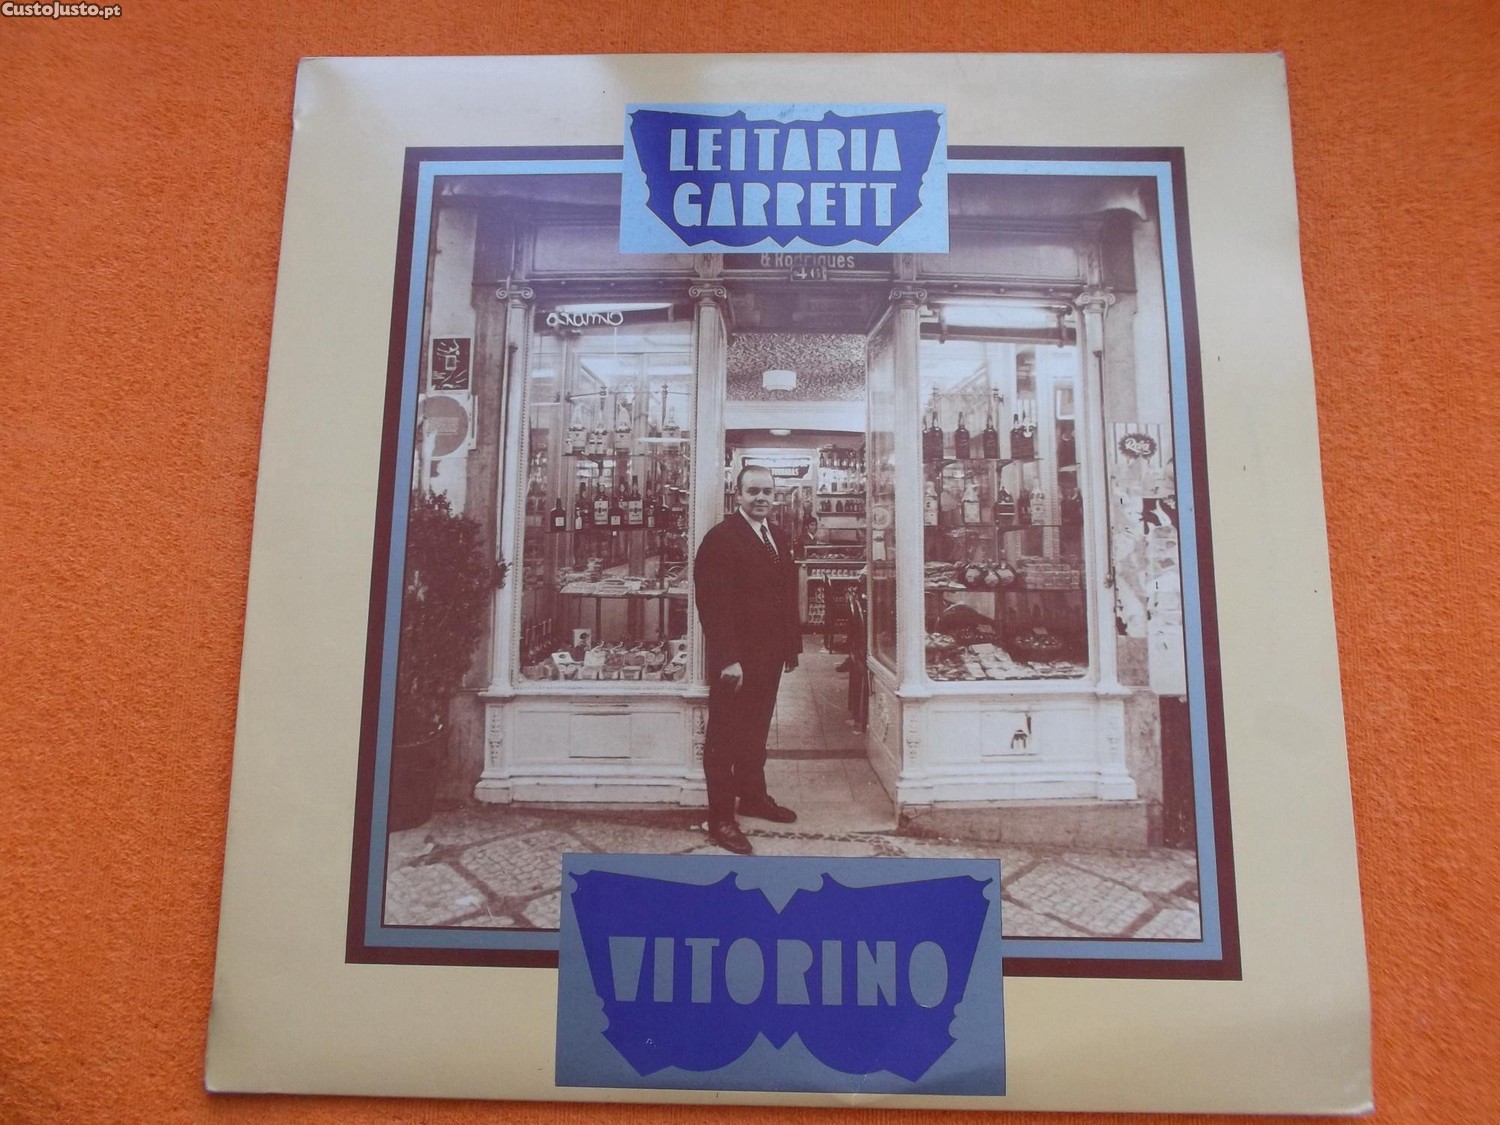 CustoJusto.pt
LEITARIA
GARRETT
& Rodrigues
46
VITORINO